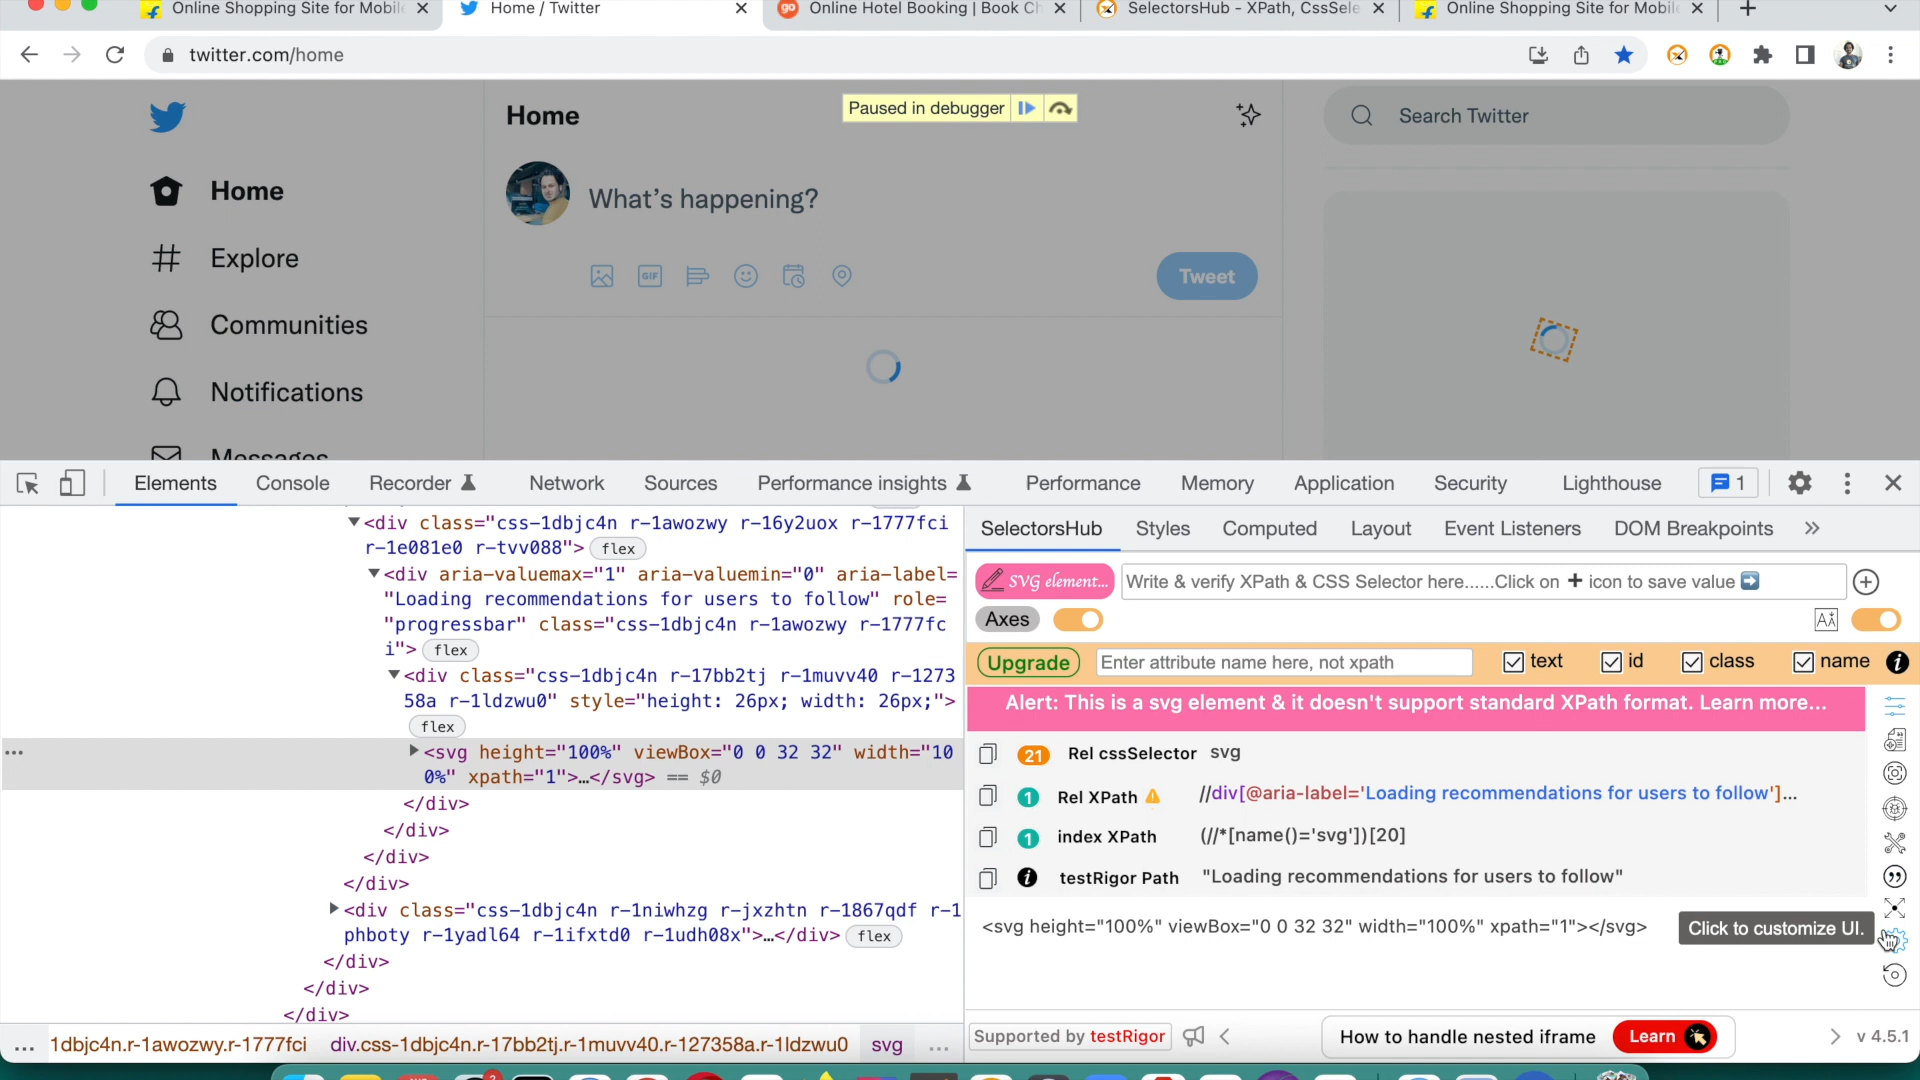 Online Shopping Site for Mobile
Home / Twitter
Online Hotel Booking | Book Ch
SelectorsHub - XPath, CssSele
Online Shopping Site for Mobil
twitter.com/home
Home
Paused in debugger
Search Twitter
What's happening?
Home
Explore
GIF
Tweet
Communities
Notifications
Messages
Elements
Console
Recorder
Network
Sources
Performance insights
Performance
Memory
Application
Security
Lighthouse
1
<div class="css-1dbjc4n r-1awozwy r-16y2uox r-1777fci
r-1e081e0 r-tvv088"> flex
<div aria-valuemax="1" aria-valuemin="0" aria-label=
"Loading recommendations for users to follow" role=
"progressbar" class="css-1dbjc4n r-1awozwy r-1777fc
i"> flex
<div class="css-1dbjc4n r-17bb2tj r-1muvv40 r-1273
58a r-1ldzwu0" style="height: 26px; width: 26px;">
flex
<svg height="100%" viewBox="0 0 32 32" width="10
0%" xpath="1">…</svg> == $0
</div>
</div>
</div>
</div>
<div class="css-1dbjc4n r-1niwhzg r-jxzhtn r-1867qdf r-1
phboty r-1yadl64 r-1ifxtd0 r-1udh08x">…</div> flex
</div>
</div>
</div>
... 1dbjc4n.r-1awozwy.r-1777fci div.css-1dbjc4n.r-17bb2tj.r-1muvv40.r-127358a.r-1ldzwu0 svg ...
SelectorsHub
Styles
Computed
Layout
Event Listeners
DOM Breakpoints
SVG element...
Write & verify XPath & CSS Selector here......Click on + icon to save value
Axes
Upgrade
Enter attribute name here, not xpath
text
id
class
name
Alert: This is a svg element & it doesn't support standard XPath format. Learn more...
21 Rel cssSelector svg
1 Rel XPath //div[@aria-label='Loading recommendations for users to follow']...
1 index XPath (//*[name()='svg'])[20]
testRigor Path "Loading recommendations for users to follow"
<svg height="100%" viewBox="0 0 32 32" width="100%" xpath="1"></svg>
Click to customize UI.
Supported by testRigor
How to handle nested iframe
Learn
v 4.5.1
2